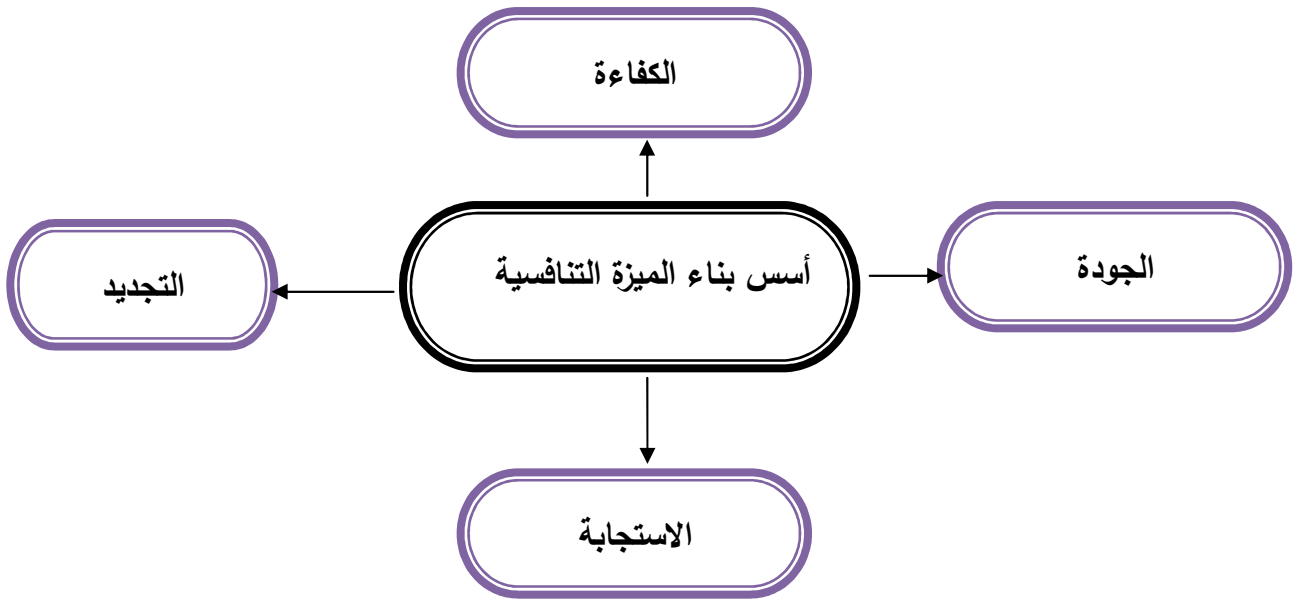 الكفاءة
أسس بناء الميزة التنافسية
الجودة
التجديد
الاستجابة